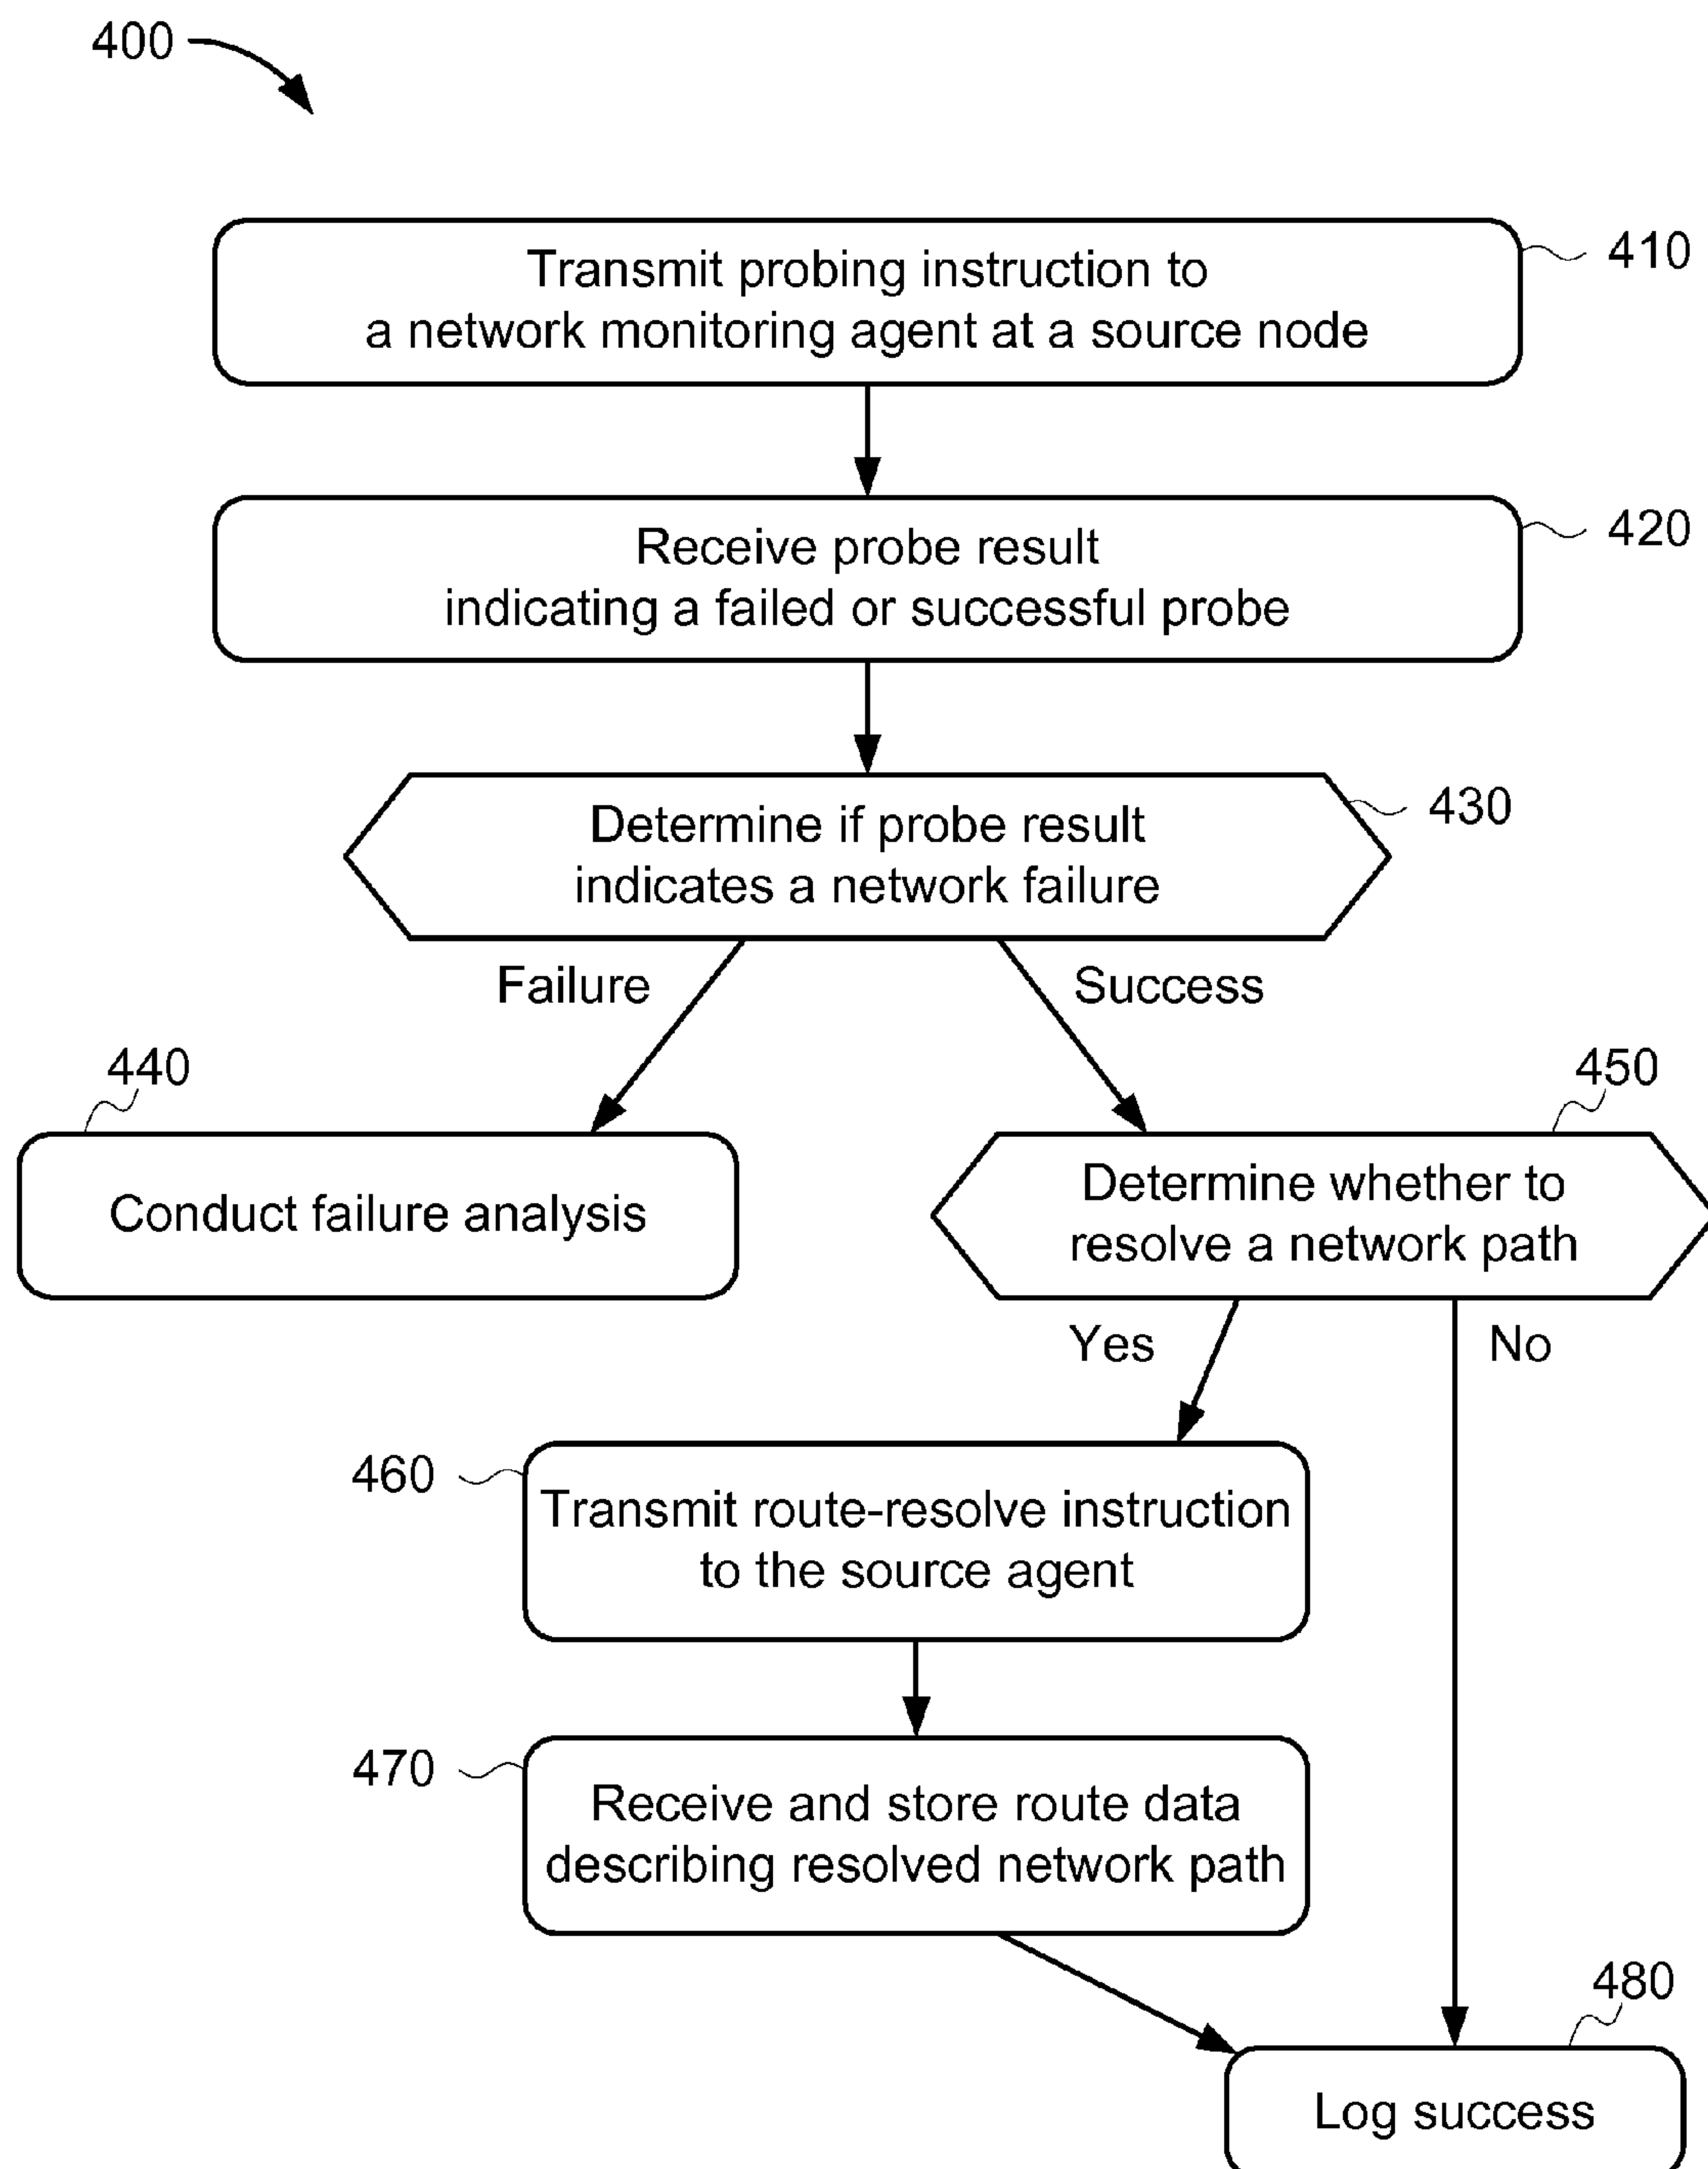 400
Transmit probing instruction to
a network monitoring agent at a source node
410
Receive probe result
indicating a failed or successful probe
420
Determine if probe result
indicates a network failure
430
Failure
Success
440
Conduct failure analysis
450
Determine whether to
resolve a network path
Yes
No
460
Transmit route-resolve instruction
to the source agent
470
Receive and store route data
describing resolved network path
480
Log success